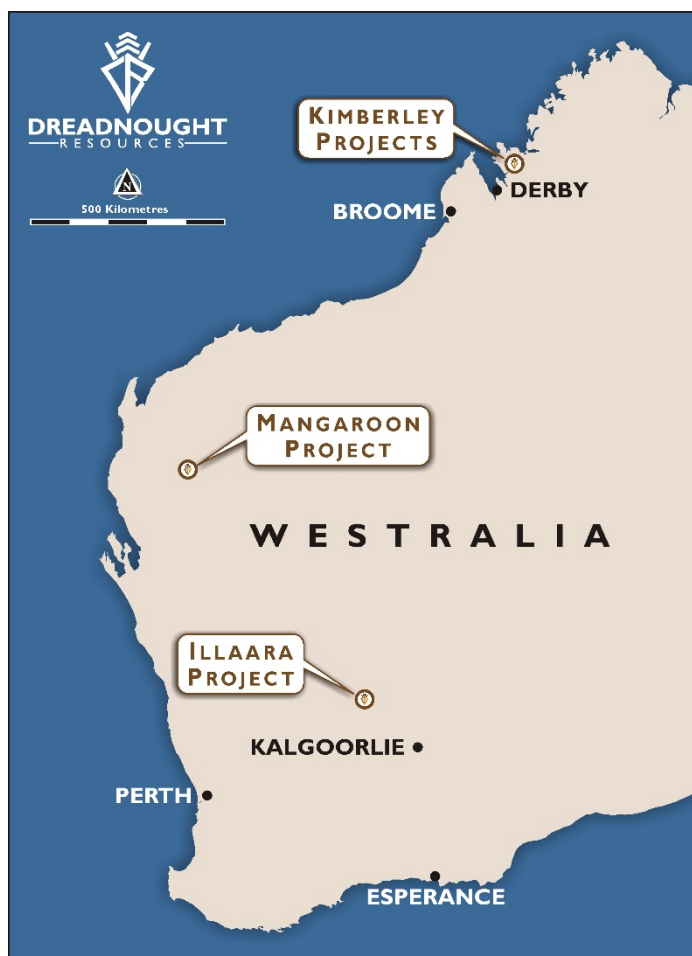 DREADNOUGHT
RESOURCES
N
500 Kilometres
KIMBERLEY
PROJECTS
DERBY
BROOME
MANGAROON
PROJECT
WESTRALIA
ILLAARA
PROJECT
KALGOORLIE
PERTH
ESPERANCE